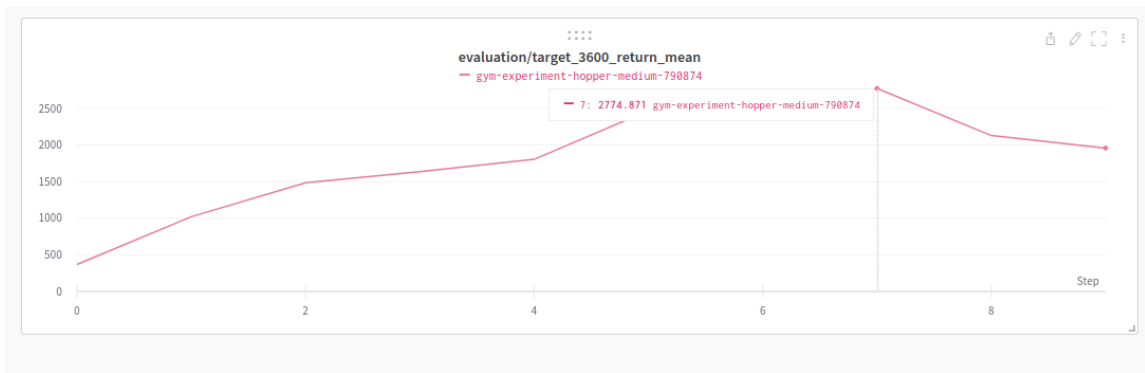 evaluation/target_3600_return_mean
gym-experiment-hopper-medium-790874
7: 2774.871 gym-experiment-hopper-medium-790874
2500
2000
1500
1000
500
0
Step
0 2 4 6 8